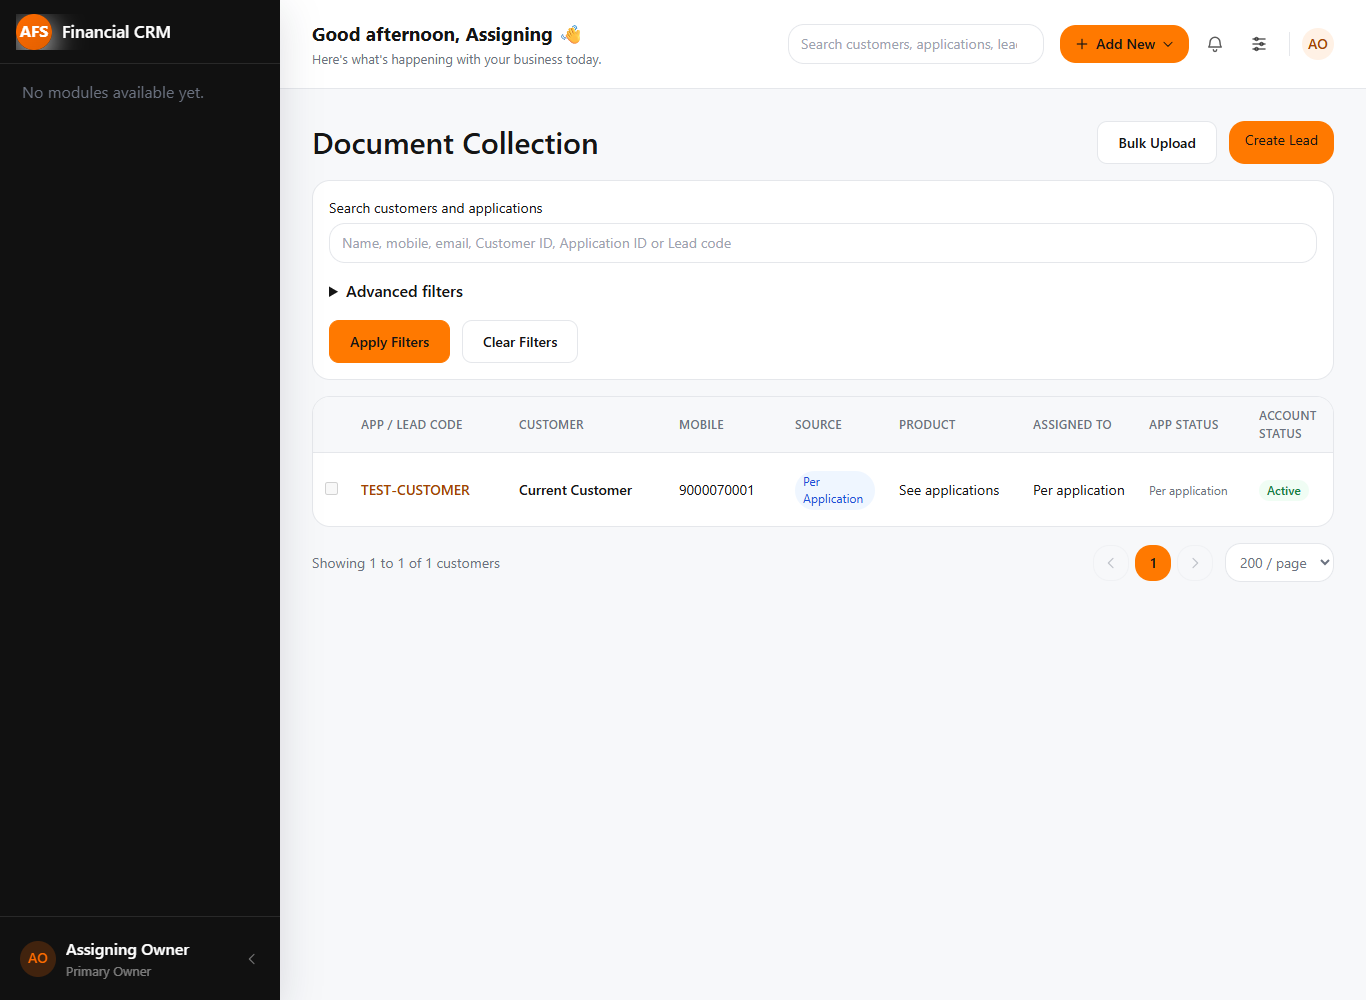 AFS
Financial CRM
No modules available yet.
Good afternoon, Assigning 👋
Here's what's happening with your business today.
Search customers, applications, lea
+ Add New
AO
Document Collection
Bulk Upload
Create Lead
Search customers and applications
Name, mobile, email, Customer ID, Application ID or Lead code
Advanced filters
Apply Filters
Clear Filters
APP / LEAD CODE
CUSTOMER
MOBILE
SOURCE
PRODUCT
ASSIGNED TO
APP STATUS
ACCOUNT
STATUS
TEST-CUSTOMER
Current Customer
9000070001
Per
Application
See applications
Per application
Per application
Active
Showing 1 to 1 of 1 customers
1
200 / page
AO
Assigning Owner
Primary Owner